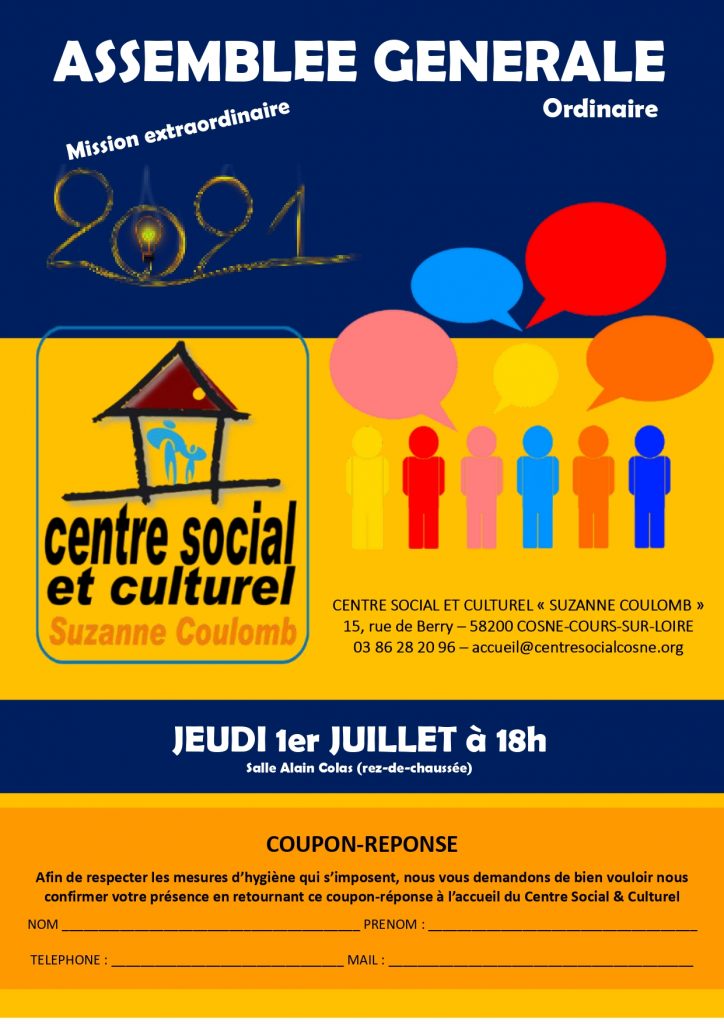 ASSEMBLEE GENERALE
Ordinaire
Mission extraordinaire
2021
centre social
et culturel
Suzanne Coulomb
CENTRE SOCIAL ET CULTUREL « SUZANNE COULOMB »
15, rue de Berry – 58200 COSNE-COURS-SUR-LOIRE
03 86 28 20 96 – accueil@centresocialcosne.org
JEUDI 1er JUILLET à 18h
Salle Alain Colas (rez-de-chaussée)
COUPON-REPONSE
Afin de respecter les mesures d’hygiène qui s’imposent, nous vous demandons de bien vouloir nous
confirmer votre présence en retournant ce coupon-réponse à l’accueil du Centre Social & Culturel
NOM ______ PRENOM : ______
TELEPHONE : ______ MAIL : ______